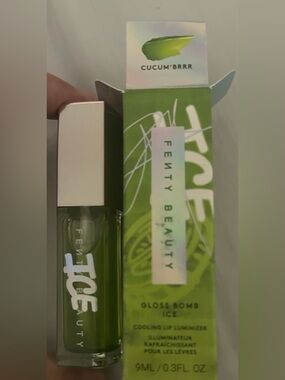 CUCUM'BRRR
ICE
FENTY BEAUTY
GLOSS BOMB
ICE
COOLING LIP LUMINIZER
ILLUMINATEUR
RAFRAÎCHISSANT
POUR LES LÈVRES
9ML/0.3FL. OZ
ICE
FENTY BEAUTY